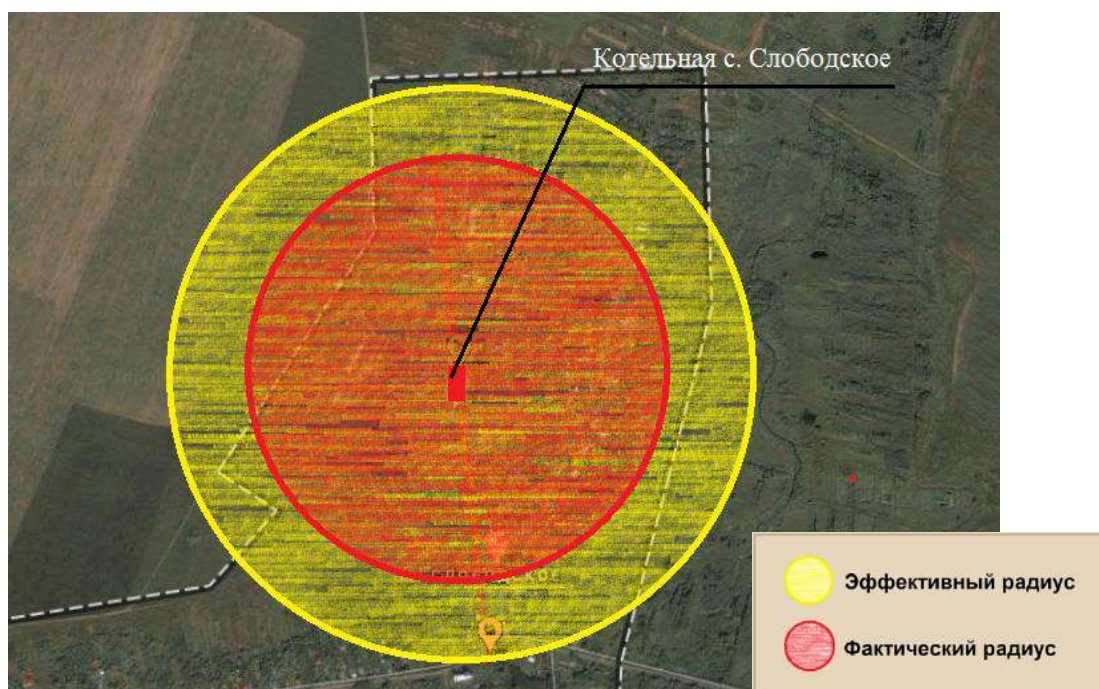 Котельная с. Слободское
Эффективный радиус
Фактический радиус